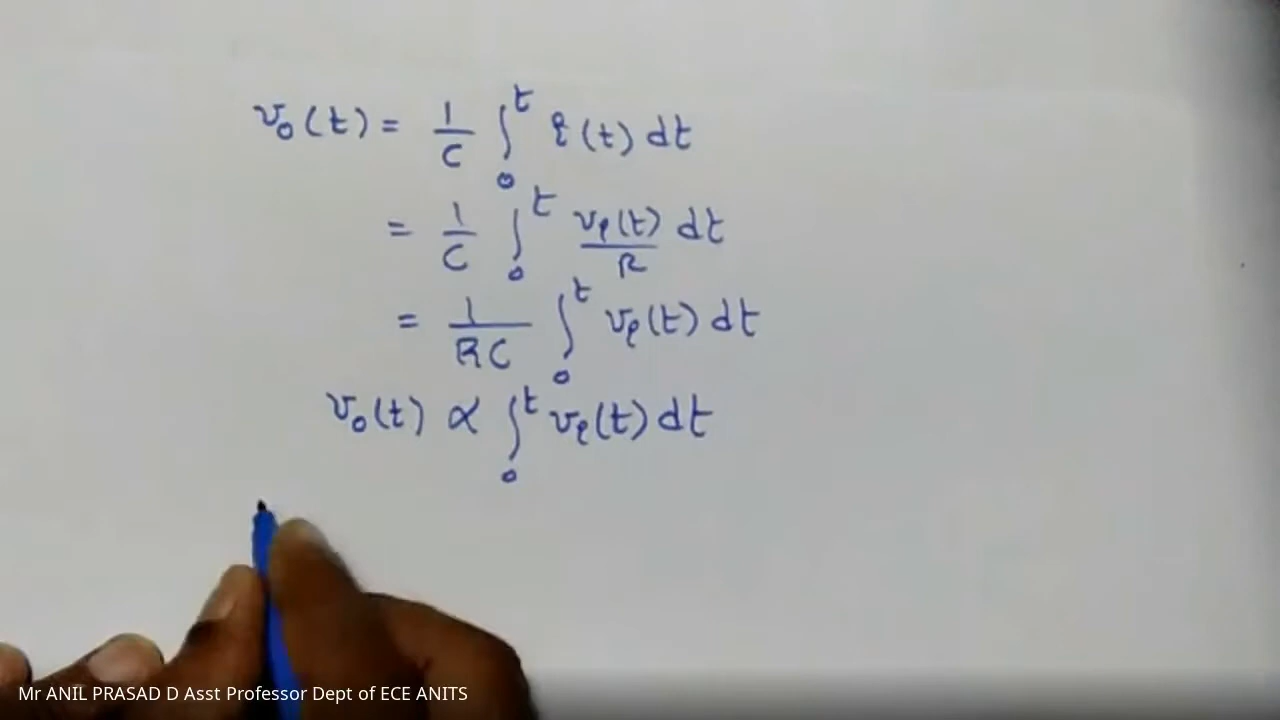 v₀(t) = 1/C ∫₀ᵗ i(t) dt
= 1/C ∫₀ᵗ vᵢ(t)/R dt
= 1/RC ∫₀ᵗ vᵢ(t) dt
v₀(t) ∝ ∫₀ᵗ vᵢ(t) dt
Mr ANIL PRASAD D Asst Professor Dept of ECE ANITS